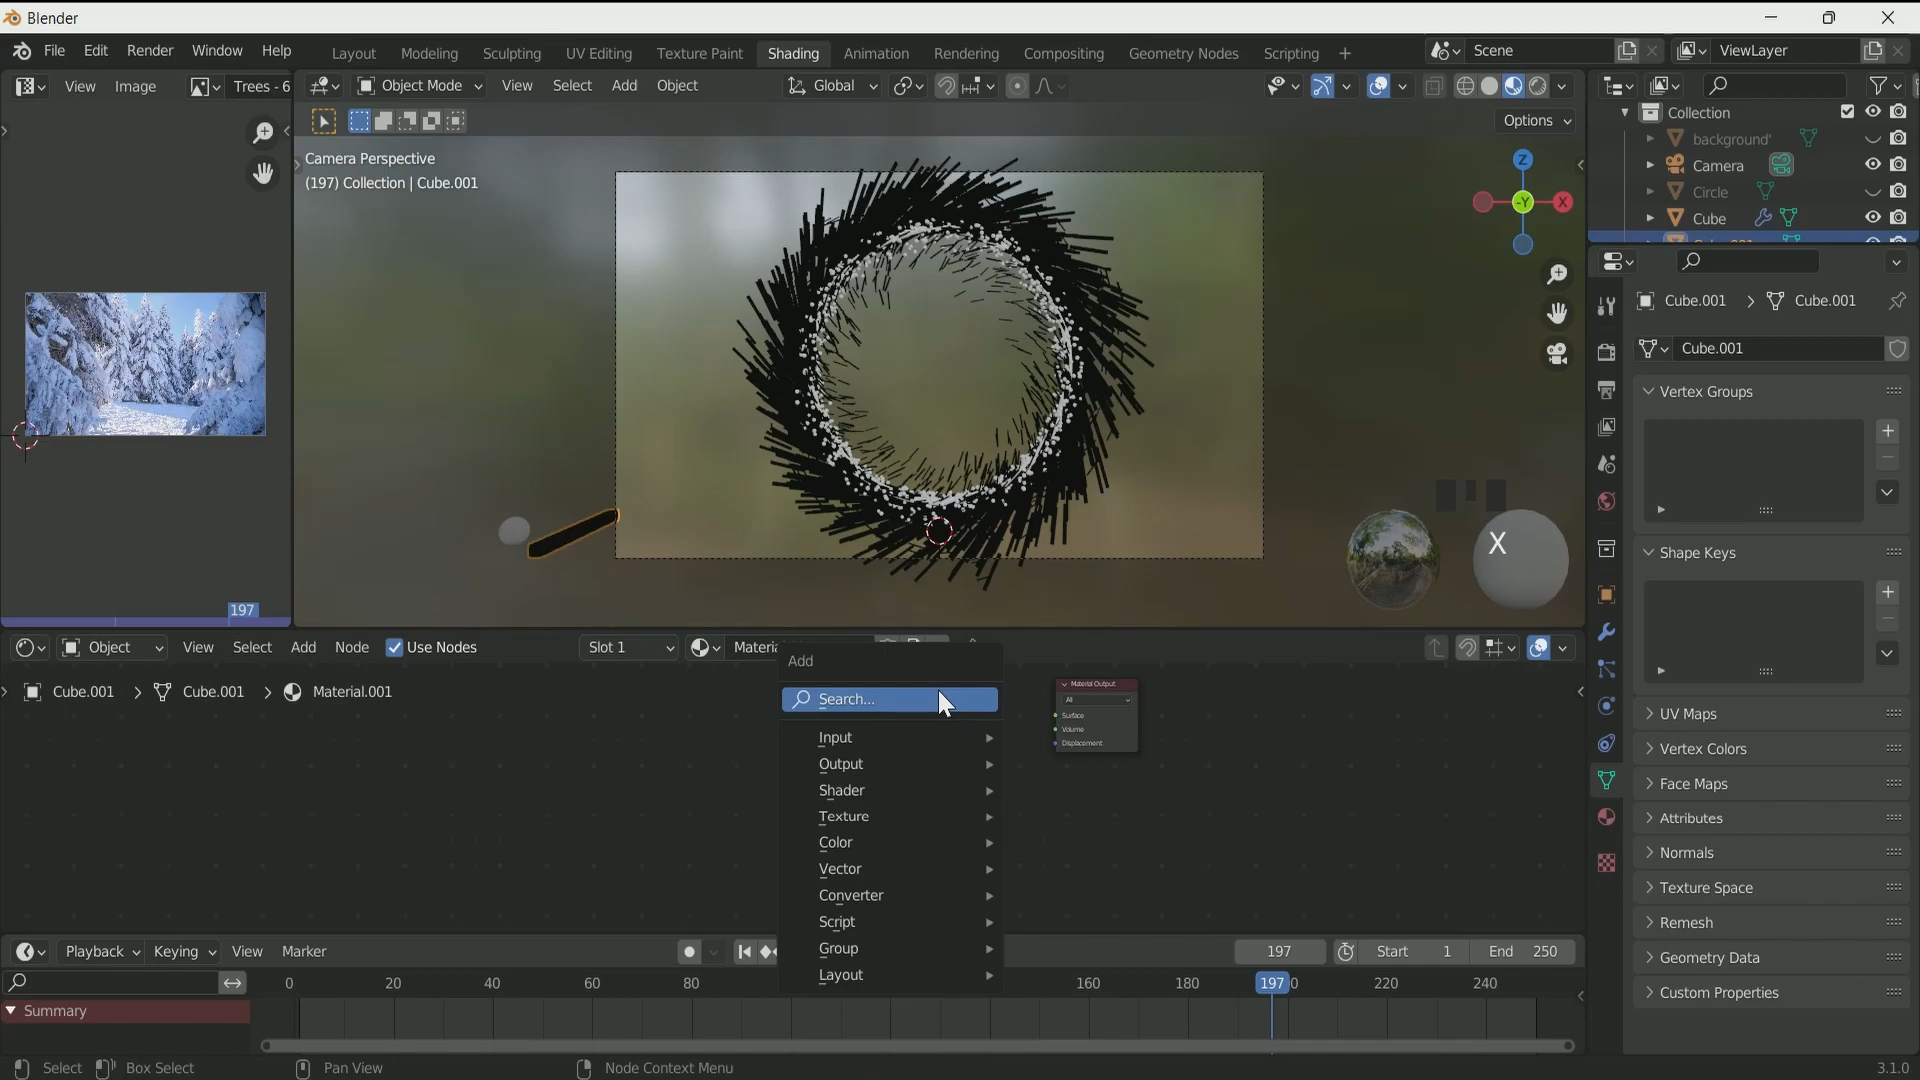 Blender
File Edit Render Window Help
Layout Modeling Sculpting UV Editing Texture Paint Shading Animation Rendering Compositing Geometry Nodes Scripting +
Scene
ViewLayer
View Image Trees - 6
Object Mode View Select Add Object
Global
Options
Camera Perspective
(197) Collection | Cube.001
Z
-Y X
X
197
Collection
background'
Camera
Circle
Cube
Cube.001 > Cube.001
Cube.001
Vertex Groups
Shape Keys
UV Maps
Vertex Colors
Face Maps
Attributes
Normals
Texture Space
Remesh
Geometry Data
Custom Properties
Object View Select Add Node Use Nodes
Slot 1
Cube.001 > Cube.001 > Material.001
Add
Search...
Input
Output
Shader
Texture
Color
Vector
Converter
Script
Group
Layout
Material Output
All
Surface
Volume
Displacement
Playback Keying View Marker
197 Start 1 End 250
0 20 40 60 80 160 180 197 220 240
Summary
Select Box Select Pan View Node Context Menu
3.1.0